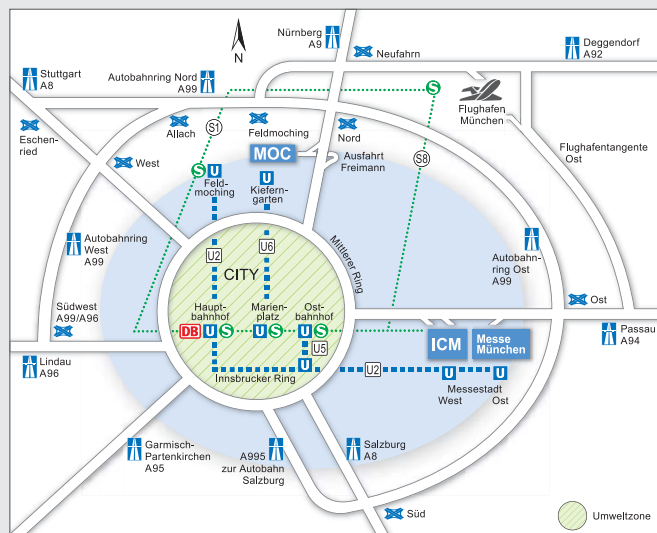 Nürnberg
A9
N
Neufahrn
Deggendorf
A92
Stuttgart
A8
Autobahnring Nord
A99
S
Flughafen
München
Eschen-
ried
Allach
S1
Feldmoching
Nord
MOC
Ausfahrt
Freimann
S8
Flughafentangente
Ost
West
S U
Feld-
moching
U
Kiefern-
garten
Autobahnring
West
A99
Mittlerer Ring
Autobahn-
ring Ost
A99
U2
U6
CITY
Südwest
A99/A96
Haupt-
bahnhof
Marien-
platz
Ost-
bahnhof
Ost
DB U S
U S
U S
ICM
Messe
München
Passau
A94
U5
U
Lindau
A96
Innsbrucker Ring
U2
U
U
Messestadt
West
Ost
Garmisch-
Partenkirchen
A95
A995
zur Autobahn
Salzburg
Salzburg
A8
Süd
Umweltzone